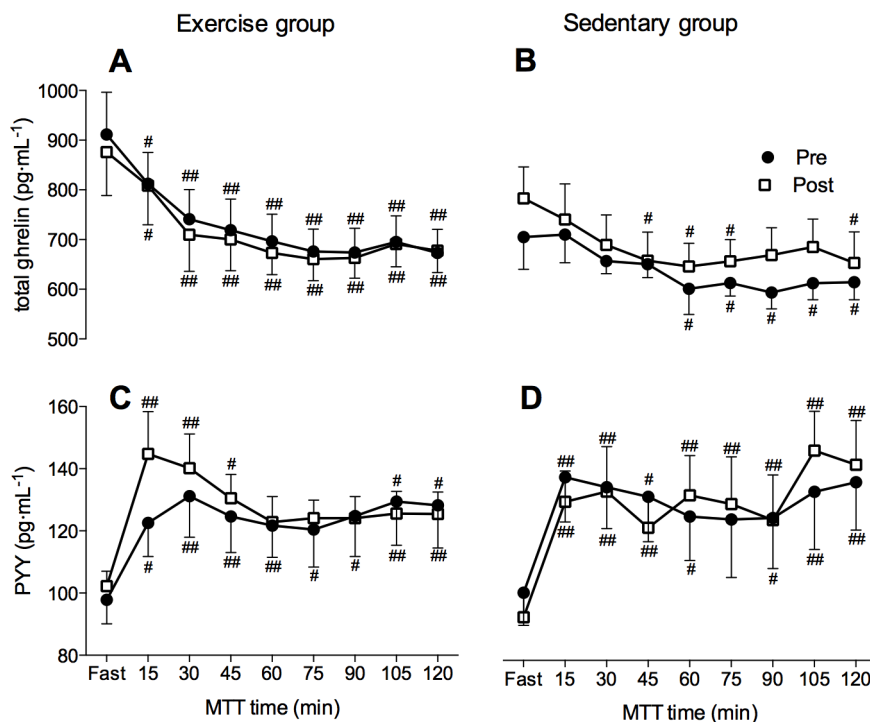 Exercise group
Sedentary group
A
total ghrelin (pg·mL⁻¹)
1000
900
800
700
600
500
# ## ## ## ## ## ## ##
# ## ## ## ## ## ## ##
B
Pre
Post
# # # #
# # # # #
C
PYY (pg·mL⁻¹)
160
140
120
100
80
## ## # # #
# ## ## ## # # ## ##
Fast 15 30 45 60 75 90 105 120
MTT time (min)
D
## ## # ## ## ## ## ##
## ## ## # # ## ##
Fast 15 30 45 60 75 90 105 120
MTT time (min)